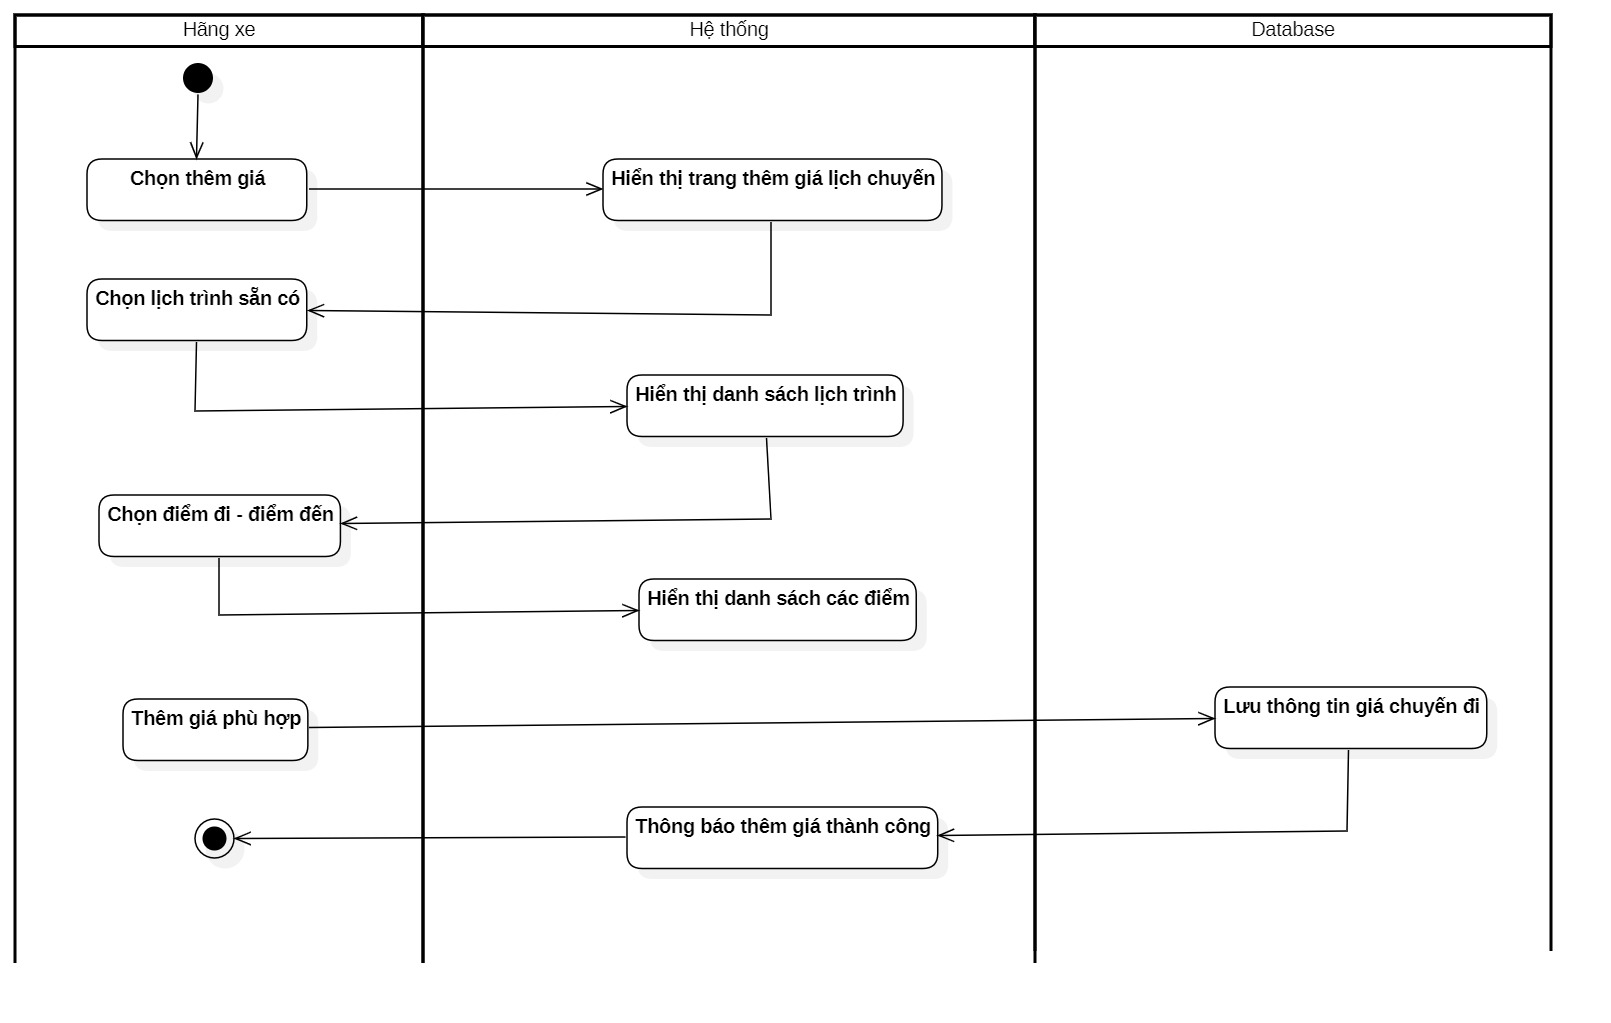 Hãng xe
Hệ thống
Database
Chọn thêm giá
Hiển thị trang thêm giá lịch chuyến
Chọn lịch trình sẵn có
Hiển thị danh sách lịch trình
Chọn điểm đi - điểm đến
Hiển thị danh sách các điểm
Thêm giá phù hợp
Lưu thông tin giá chuyến đi
Thông báo thêm giá thành công